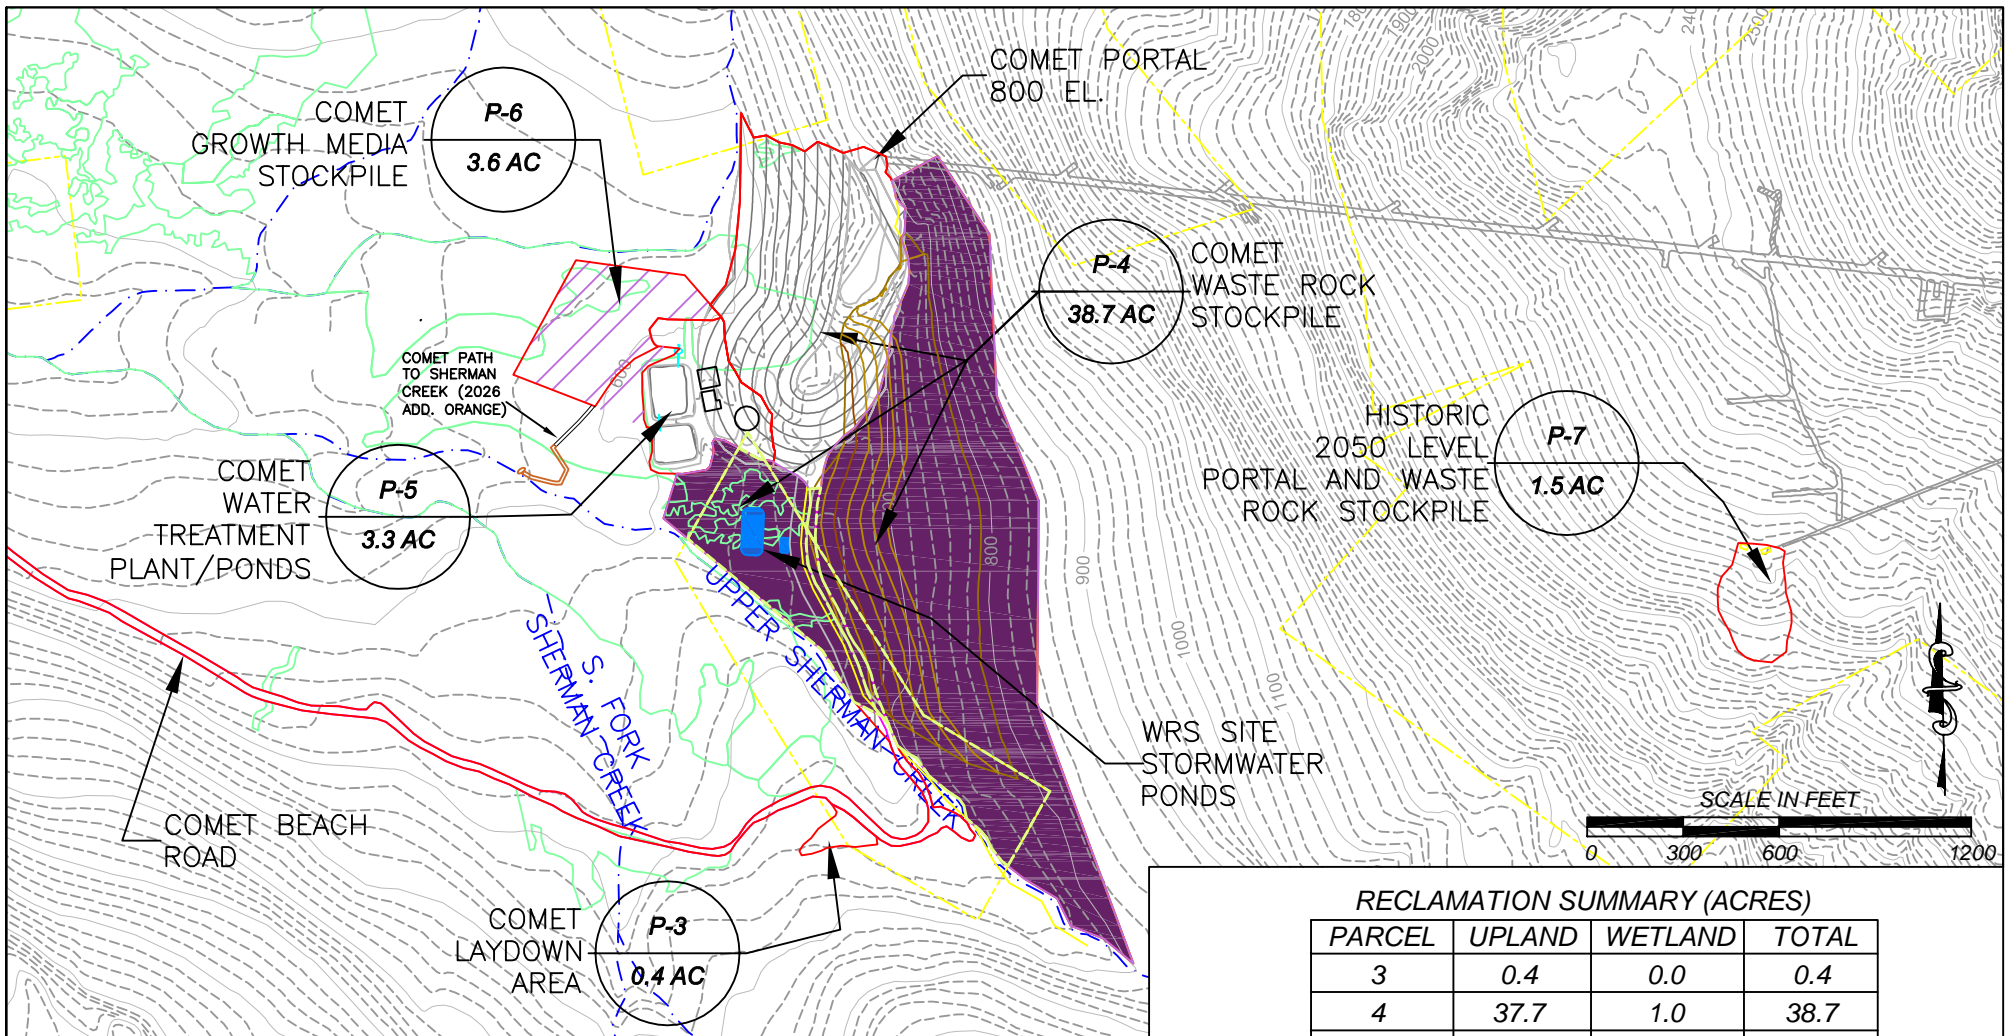 COMET PORTAL
800 EL.
COMET
GROWTH MEDIA
STOCKPILE
P-6
3.6 AC
P-4
38.7 AC
COMET
WASTE ROCK
STOCKPILE
COMET PATH
TO SHERMAN
CREEK (2026
ADD. ORANGE)
600
HISTORIC
2050 LEVEL
PORTAL AND WASTE
ROCK STOCKPILE
P-7
1.5 AC
COMET
WATER
TREATMENT
PLANT/PONDS
P-5
3.3 AC
800
900
1000
1100
1900
2000
2500
UPPER SHERMAN CREEK
S. FORK
SHERMAN CREEK
WRS SITE
STORMWATER
PONDS
COMET BEACH
ROAD
COMET
LAYDOWN
AREA
P-3
0.4 AC
SCALE IN FEET
0 300 600 1200
RECLAMATION SUMMARY (ACRES)
PARCEL UPLAND WETLAND TOTAL
3 0.4 0.0 0.4
4 37.7 1.0 38.7